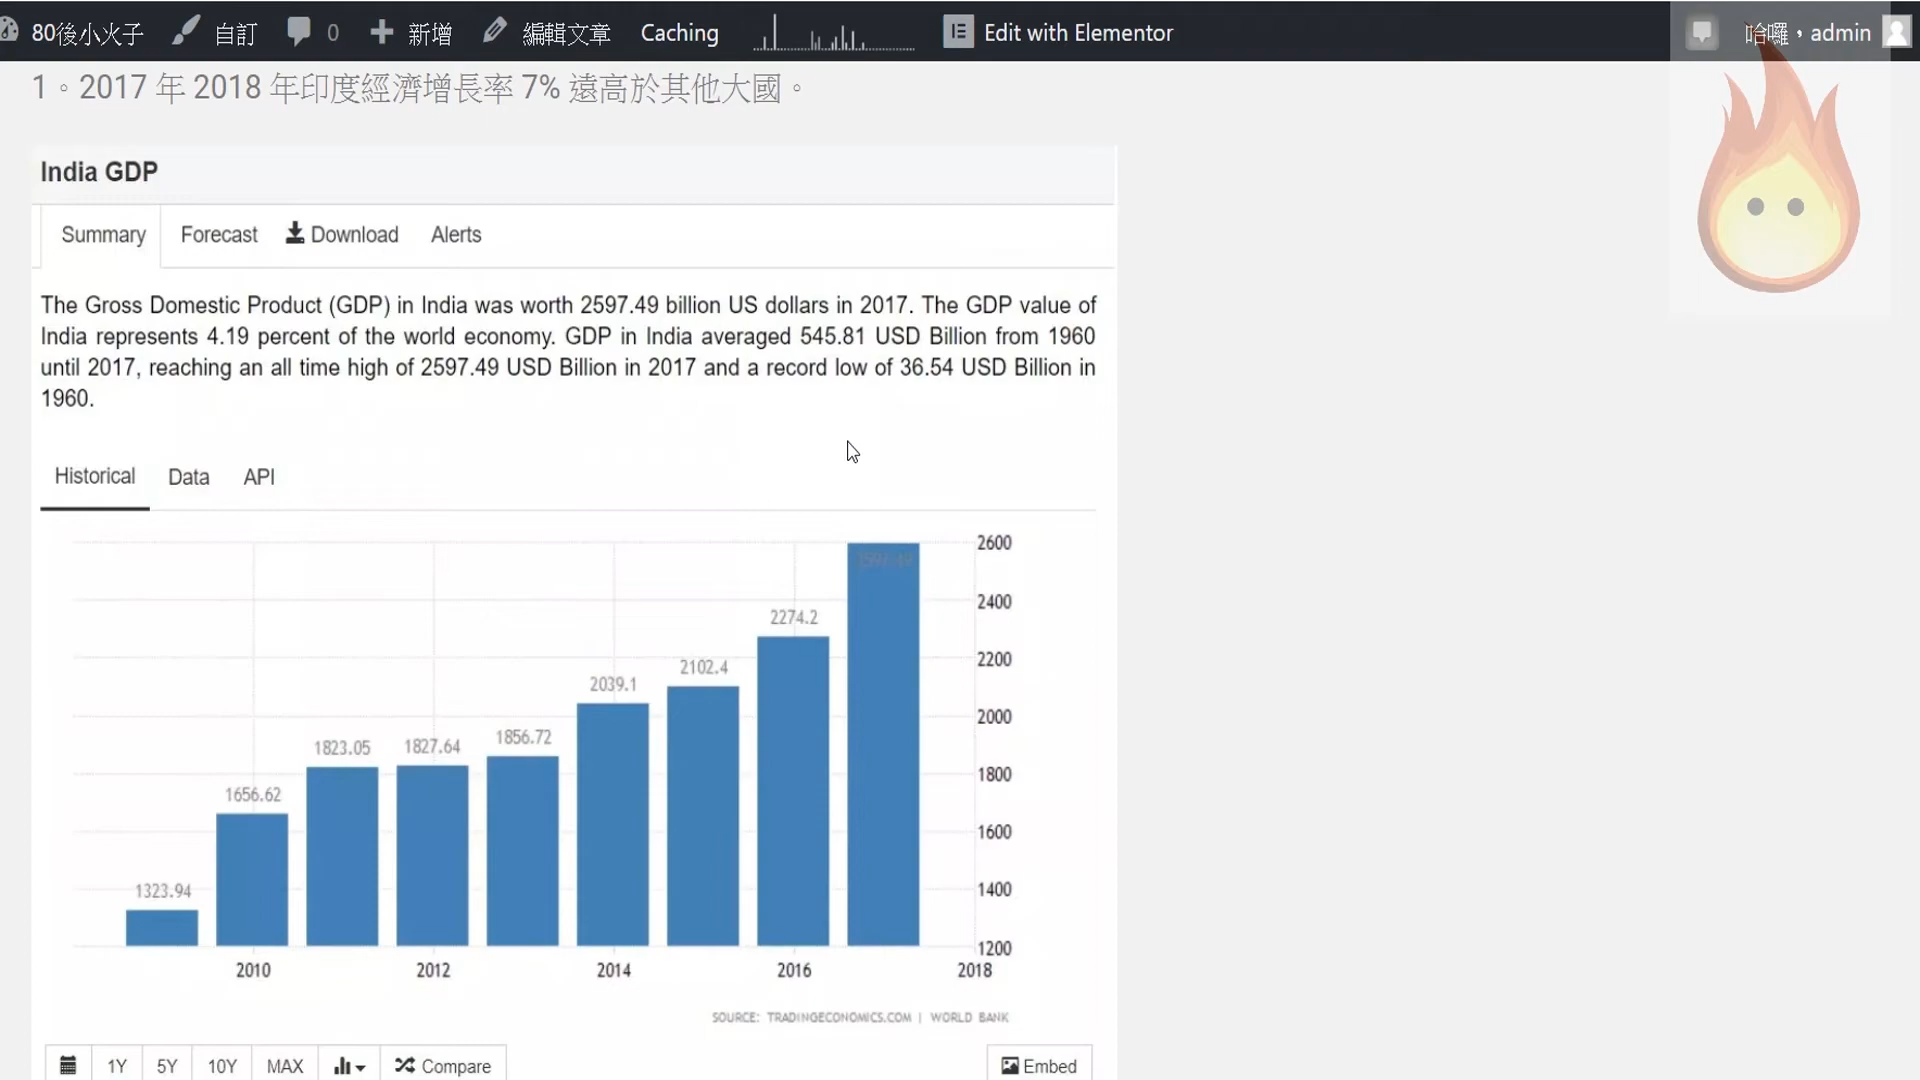 80後小火子 自訂 0 新增 編輯文章 Caching Edit with Elementor 哈囉，admin
1。2017 年 2018 年印度經濟增長率 7% 遠高於其他大國。
India GDP
Summary Forecast Download Alerts
The Gross Domestic Product (GDP) in India was worth 2597.49 billion US dollars in 2017. The GDP value of
India represents 4.19 percent of the world economy. GDP in India averaged 545.81 USD Billion from 1960
until 2017, reaching an all time high of 2597.49 USD Billion in 2017 and a record low of 36.54 USD Billion in
1960.
Historical Data API
2600
2597.49
2400
2274.2
2200
2102.4
2039.1
2000
1856.72
1823.05 1827.64
1800
1656.62
1600
1323.94
1400
1200
2010 2012 2014 2016 2018
SOURCE: TRADINGECONOMICS.COM | WORLD BANK
1Y 5Y 10Y MAX Compare Embed